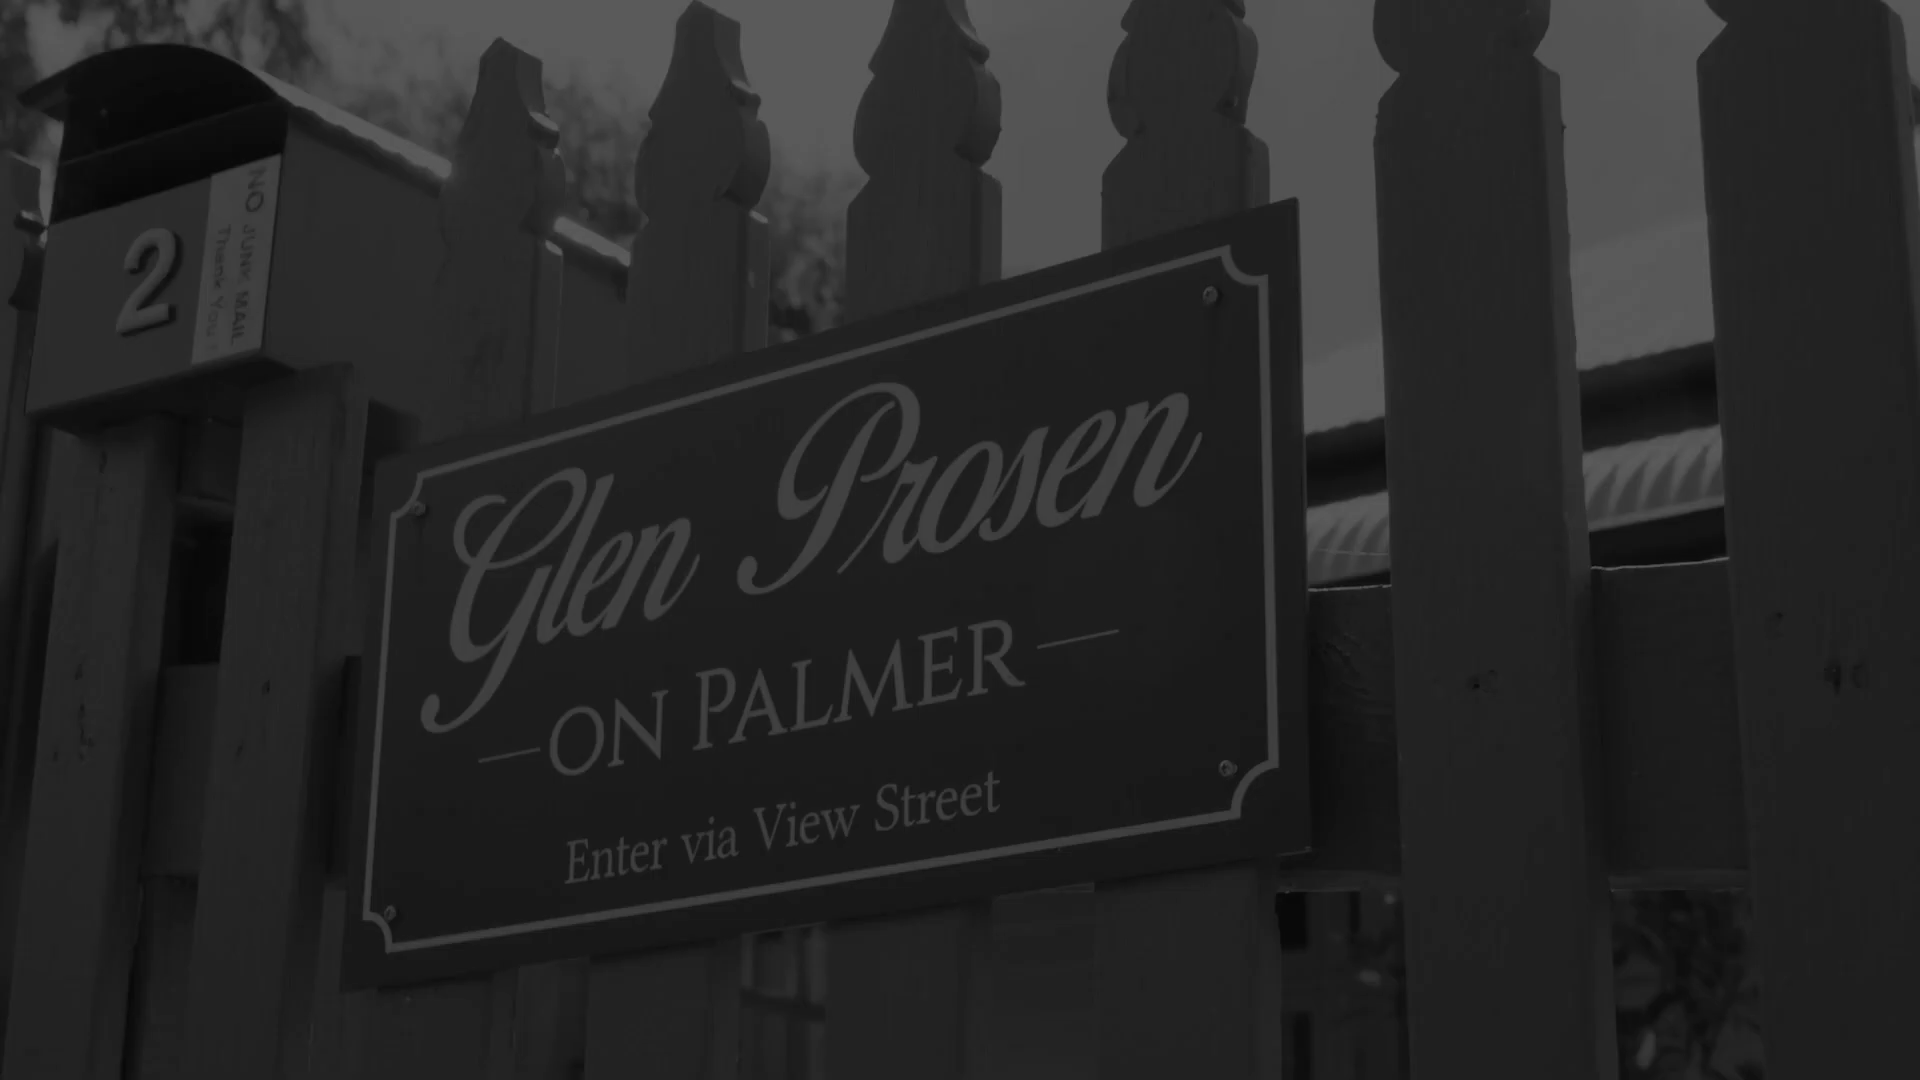 2
NO JUNK MAIL
Thank You
Glen Prosen
ON PALMER
Enter via View Street